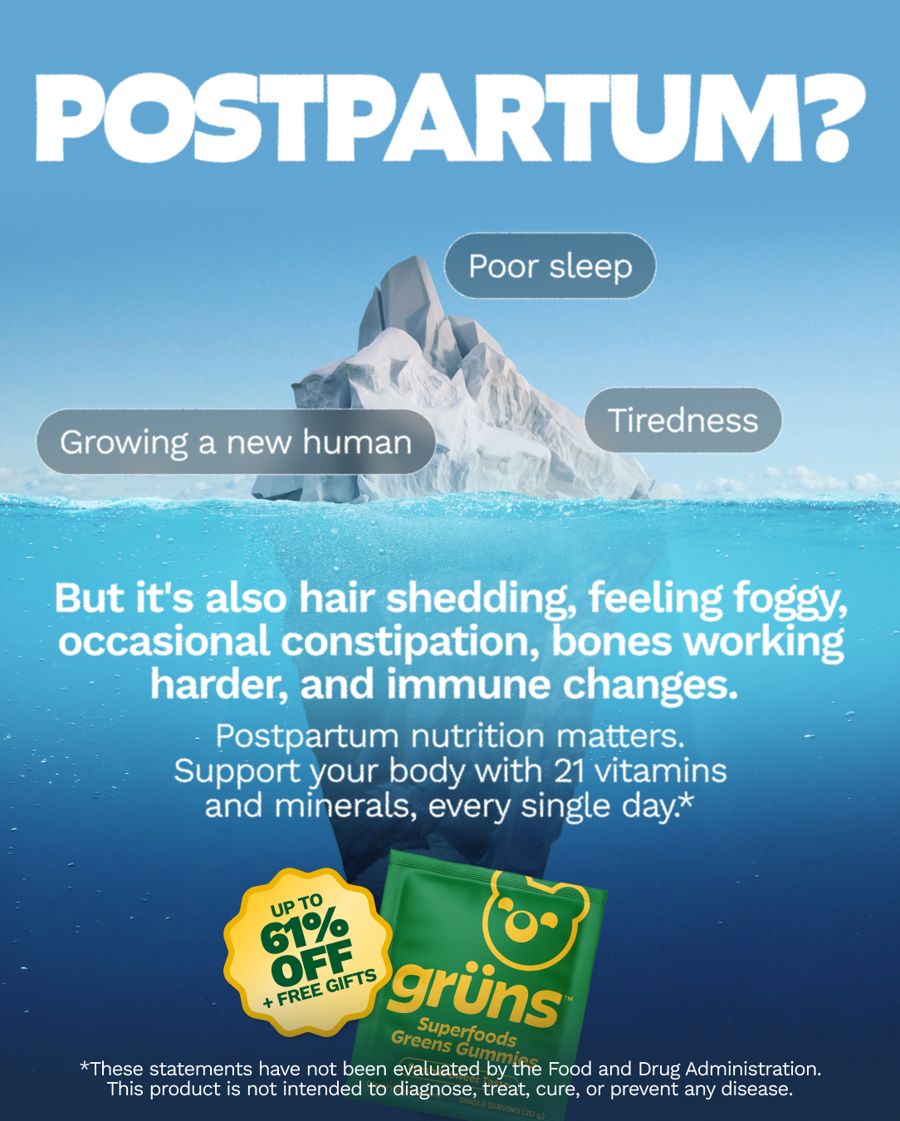 POSTPARTUM?
Poor sleep
Tiredness
Growing a new human
But it's also hair shedding, feeling foggy,
occasional constipation, bones working
harder, and immune changes.
Postpartum nutrition matters.
Support your body with 21 vitamins
and minerals, every single day.*
UP TO
61%
OFF
+ FREE GIFTS
grüns™
Superfoods
Greens Gummies
*These statements have not been evaluated by the Food and Drug Administration.
This product is not intended to diagnose, treat, cure, or prevent any disease.
SINGLE SERVING (20 g)